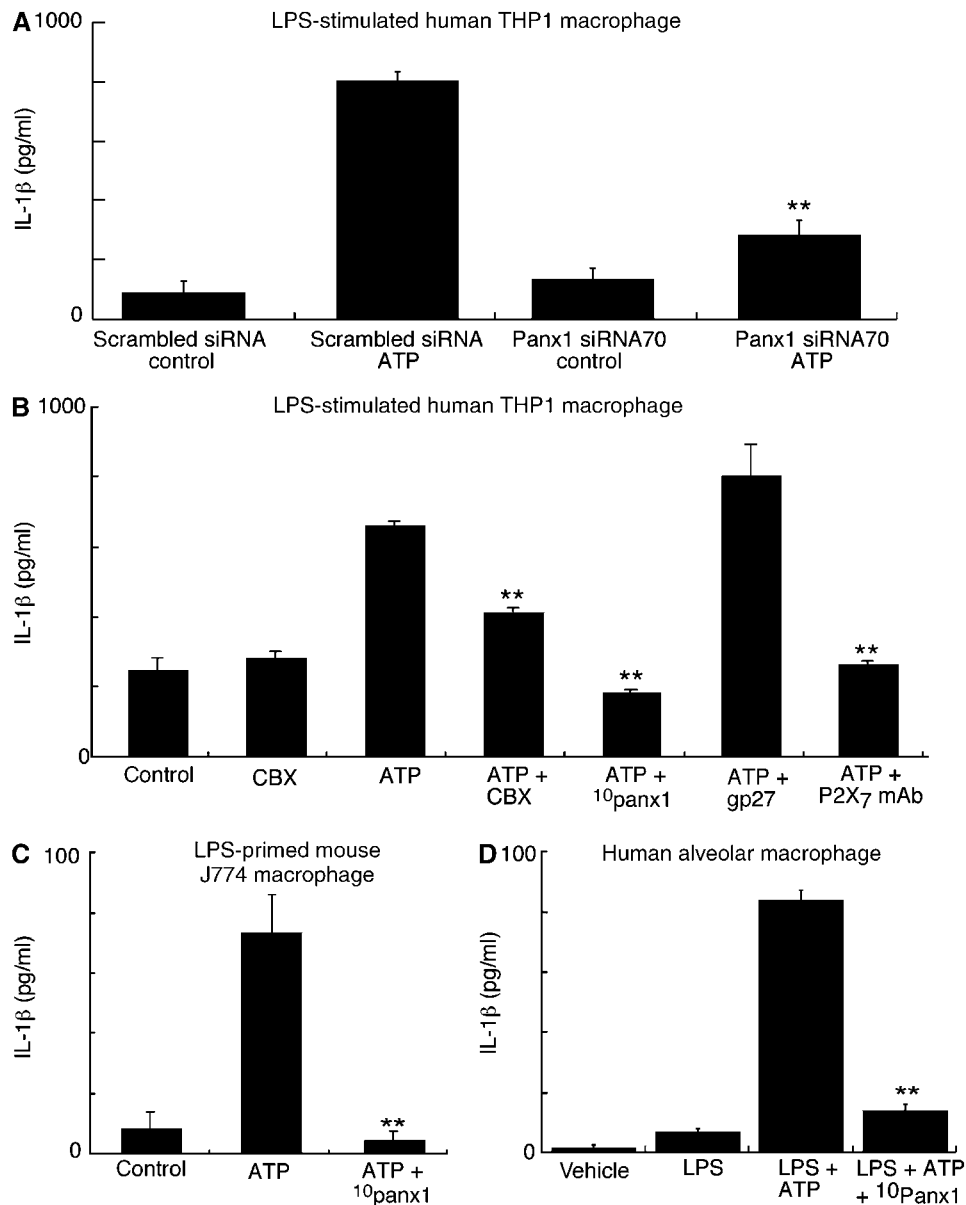 A
LPS-stimulated human THP1 macrophage
1000
IL-1β (pg/ml)
0
Scrambled siRNA control
Scrambled siRNA ATP
Panx1 siRNA70 control
Panx1 siRNA70 ATP
**
B
LPS-stimulated human THP1 macrophage
1000
IL-1β (pg/ml)
0
**
**
**
Control
CBX
ATP
ATP + CBX
ATP + ¹⁰panx1
ATP + gp27
ATP + P2X₇ mAb
C
LPS-primed mouse
J774 macrophage
100
IL-1β (pg/ml)
0
**
Control
ATP
ATP + ¹⁰panx1
D
Human alveolar macrophage
100
IL-1β (pg/ml)
0
**
Vehicle
LPS
LPS + ATP
LPS + ATP + ¹⁰Panx1